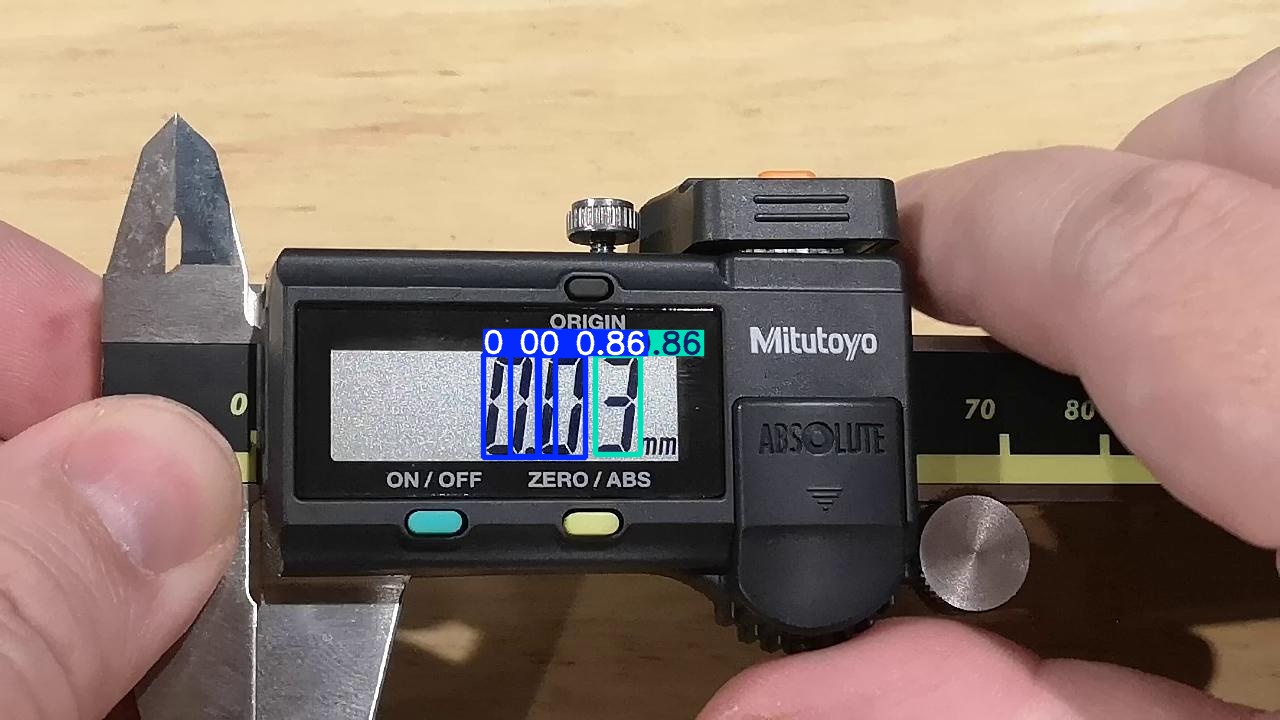 ORIGIN
0 00 0.86 .86
Mitutoyo
0.03 mm
0 70 80
ABSOLUTE
ON / OFF ZERO / ABS